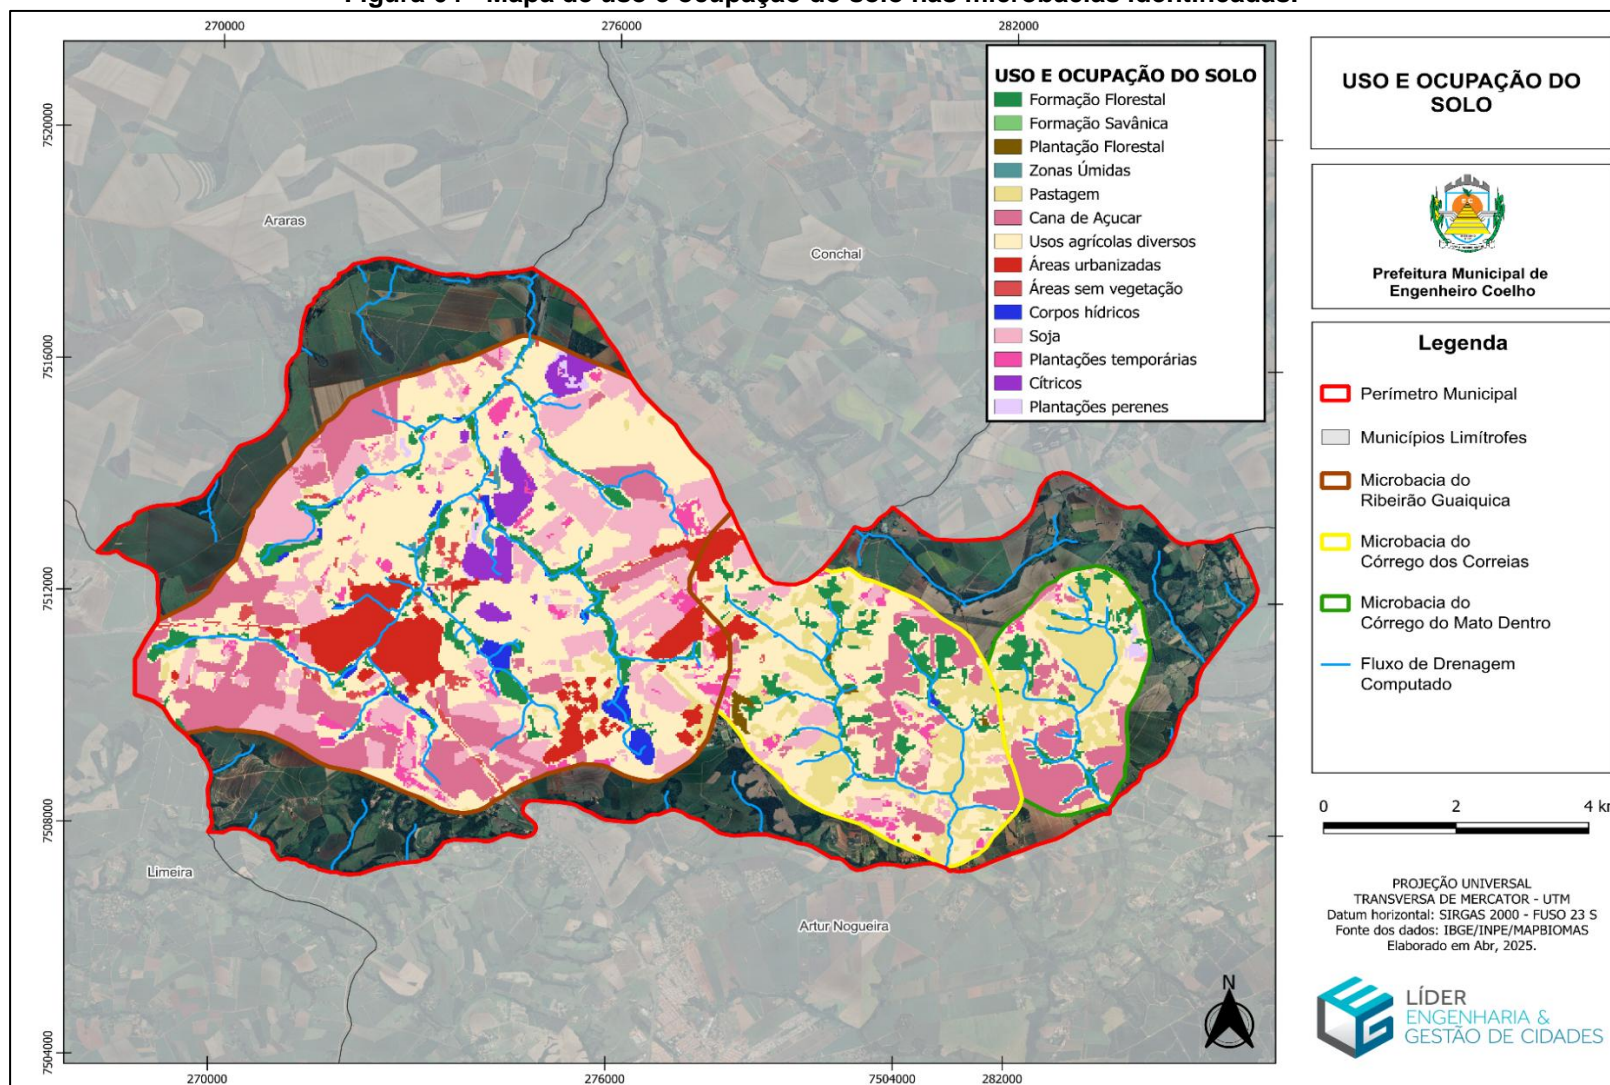 Figura 04 - Mapa de uso e ocupação do solo nas microbacias identificadas.
270000
276000
282000
7520000
7516000
7512000
7508000
7504000
Araras
Conchal
Limeira
Artur Nogueira
USO E OCUPAÇÃO DO SOLO
Formação Florestal
Formação Savânica
Plantação Florestal
Zonas Úmidas
Pastagem
Cana de Açucar
Usos agrícolas diversos
Áreas urbanizadas
Áreas sem vegetação
Corpos hídricos
Soja
Plantações temporárias
Cítricos
Plantações perenes
N
270000
276000
7504000
282000
USO E OCUPAÇÃO DO
SOLO
Prefeitura Municipal de
Engenheiro Coelho
Legenda
Perímetro Municipal
Municípios Limítrofes
Microbacia do
Ribeirão Guaiquica
Microbacia do
Córrego dos Correias
Microbacia do
Córrego do Mato Dentro
Fluxo de Drenagem
Computado
0 2 4 km
PROJEÇÃO UNIVERSAL
TRANSVERSA DE MERCATOR - UTM
Datum horizontal: SIRGAS 2000 - FUSO 23 S
Fonte dos dados: IBGE/INPE/MAPBIOMAS
Elaborado em Abr, 2025.
LÍDER
ENGENHARIA &
GESTÃO DE CIDADES